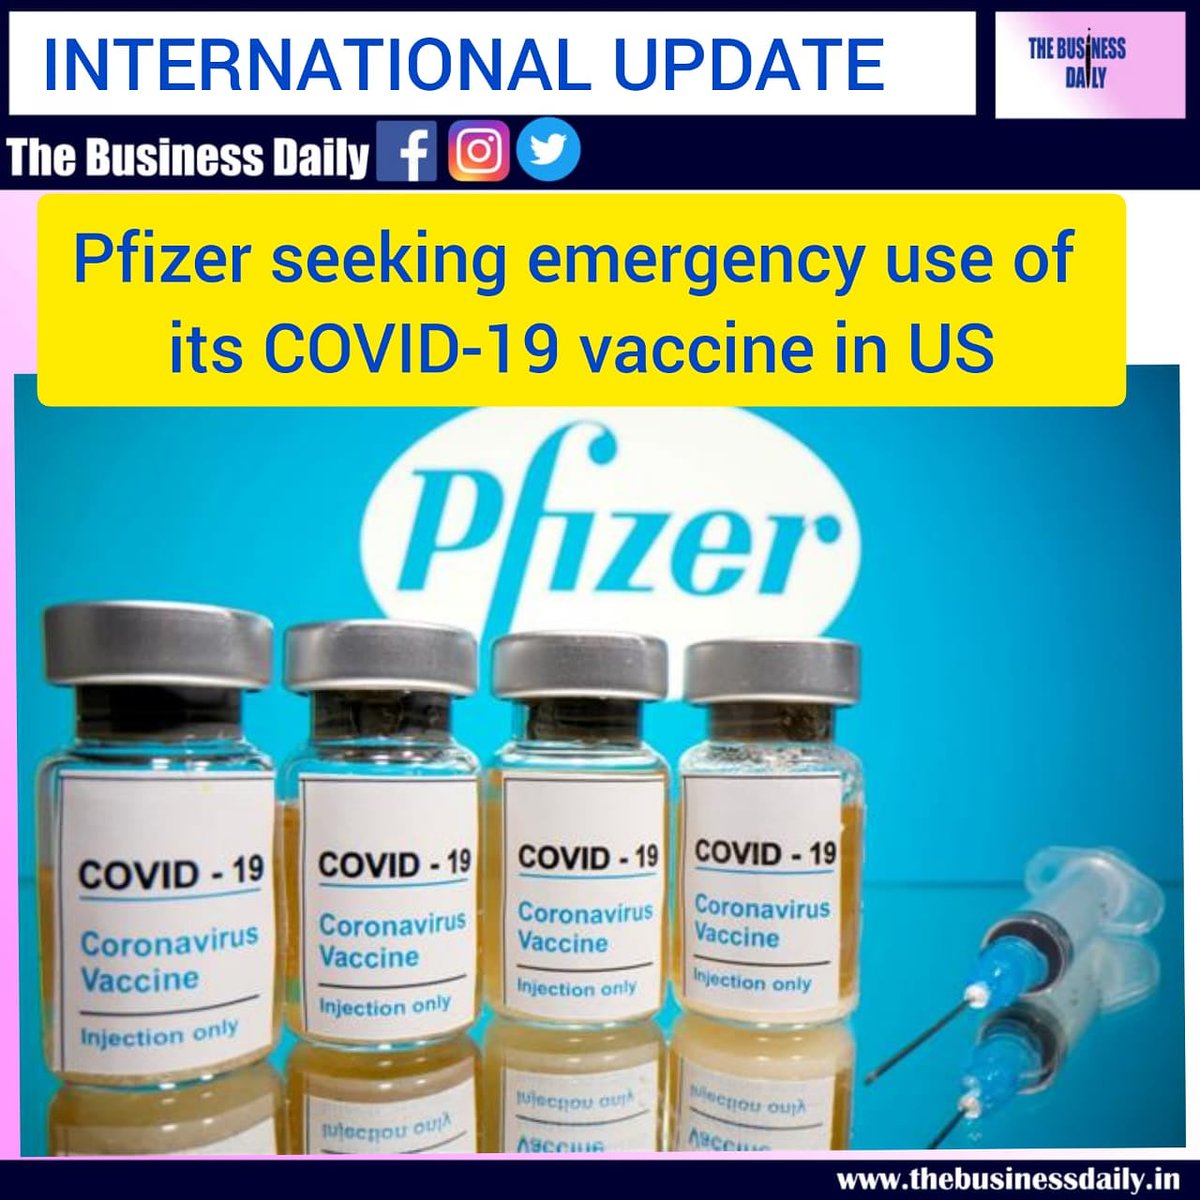 INTERNATIONAL UPDATE
THE BUSINESS
DAILY
The Business Daily
Pfizer seeking emergency use of
its COVID-19 vaccine in US
Pfizer
COVID - 19
Coronavirus
Vaccine
Injection only
COVID - 19
Coronavirus
Vaccine
Injection only
COVID - 19
Coronavirus
Vaccine
Injection only
COVID - 19
Coronavirus
Vaccine
Injection only
www.thebusinessdaily.in